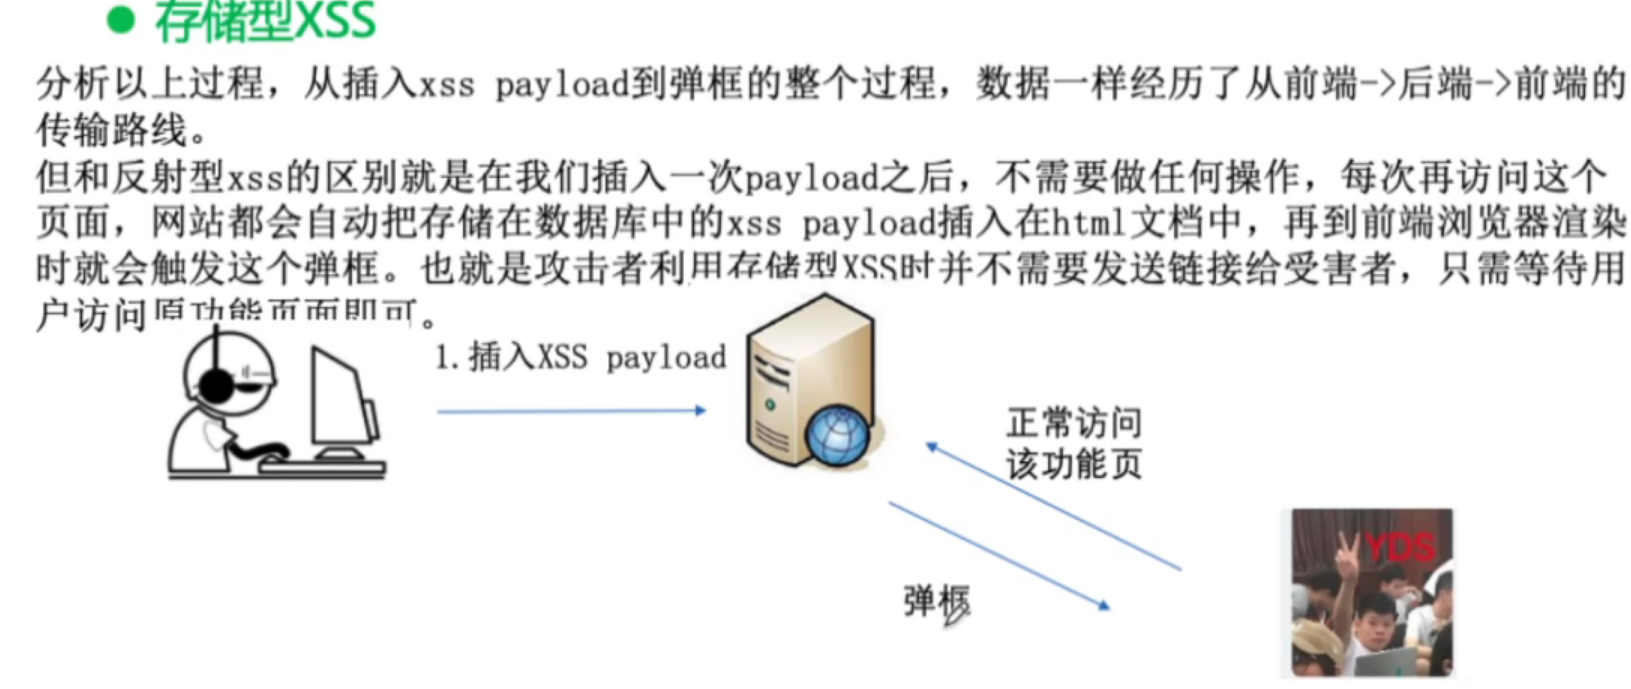 ● 存储型XSS
分析以上过程，从插入xss payload到弹框的整个过程，数据一样经历了从前端->后端->前端的
传输路线。
但和反射型xss的区别就是在我们插入一次payload之后，不需要做任何操作，每次再访问这个
页面，网站都会自动把存储在数据库中的xss payload插入在html文档中，再到前端浏览器渲染
时就会触发这个弹框。也就是攻击者利用存储型XSS时并不需要发送链接给受害者，只需等待用
户访问原功能页面即可。
1.插入XSS payload
正常访问
该功能页
弹框
YDS